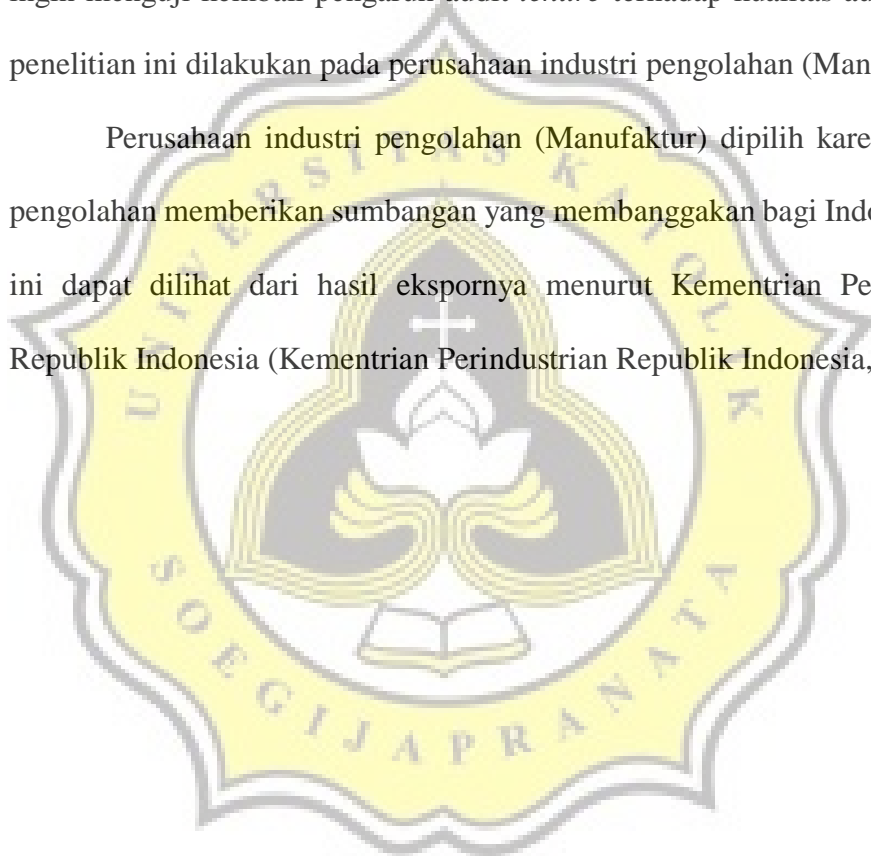 ingin menguji kembali pengaruh audit tenure terhadap kualitas au
penelitian ini dilakukan pada perusahaan industri pengolahan (Man
Perusahaan industri pengolahan (Manufaktur) dipilih kare
pengolahan memberikan sumbangan yang membanggakan bagi Indo
ini dapat dilihat dari hasil ekspornya menurut Kementrian Pe
Republik Indonesia (Kementrian Perindustrian Republik Indonesia,
UNIVERSITAS KATOLIK
SOEGIJAPRANATA